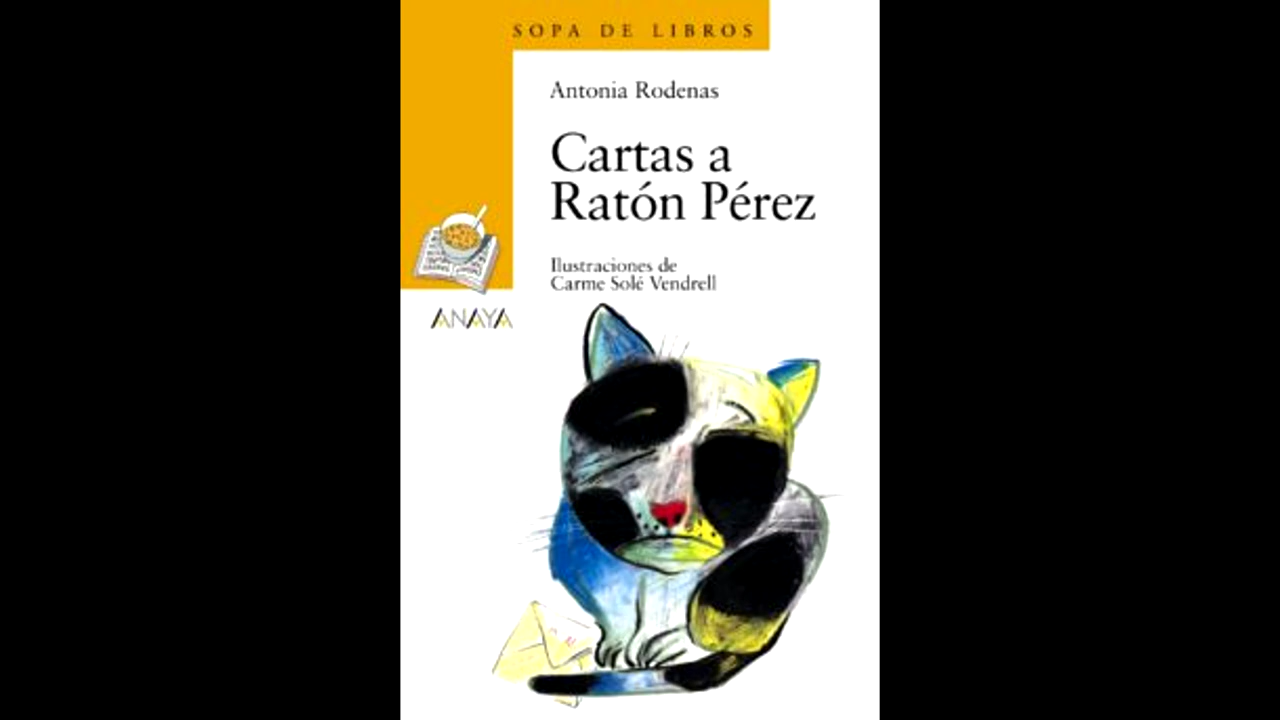 SOPA DE LIBROS
Antonia Rodenas
Cartas a
Ratón Pérez
Ilustraciones de
Carme Solé Vendrell
ANAYA